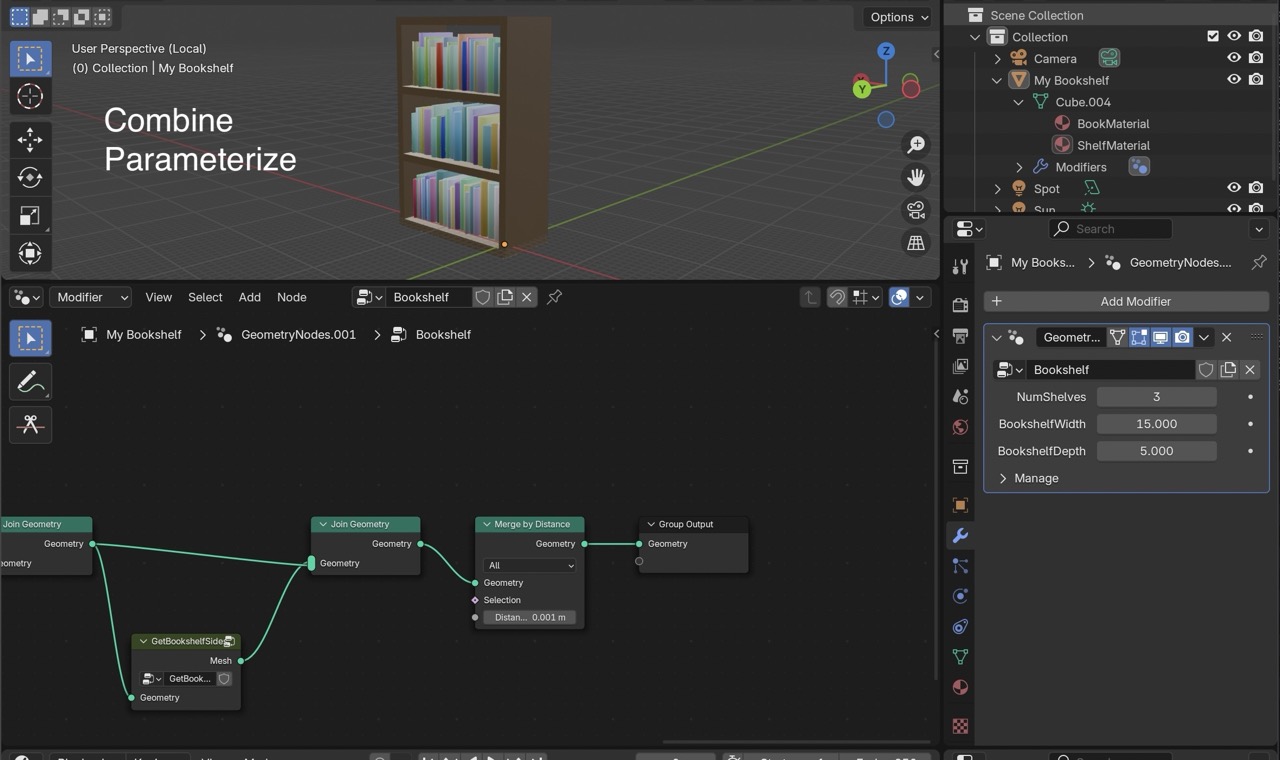 Options
User Perspective (Local)
(0) Collection | My Bookshelf
Z
Y
Combine
Parameterize
Scene Collection
Collection
Camera
My Bookshelf
Cube.004
BookMaterial
ShelfMaterial
Modifiers
Spot
Sun
Search
My Books...
GeometryNodes....
Add Modifier
Geometr...
Bookshelf
NumShelves 3
BookshelfWidth 15.000
BookshelfDepth 5.000
Manage
Modifier View Select Add Node Bookshelf
My Bookshelf GeometryNodes.001 Bookshelf
Join Geometry
Geometry
Join Geometry
Geometry
Geometry
Merge by Distance
Geometry
All
Geometry
Selection
Distan... 0.001 m
Group Output
Geometry
Mesh
GetBook...
Geometry